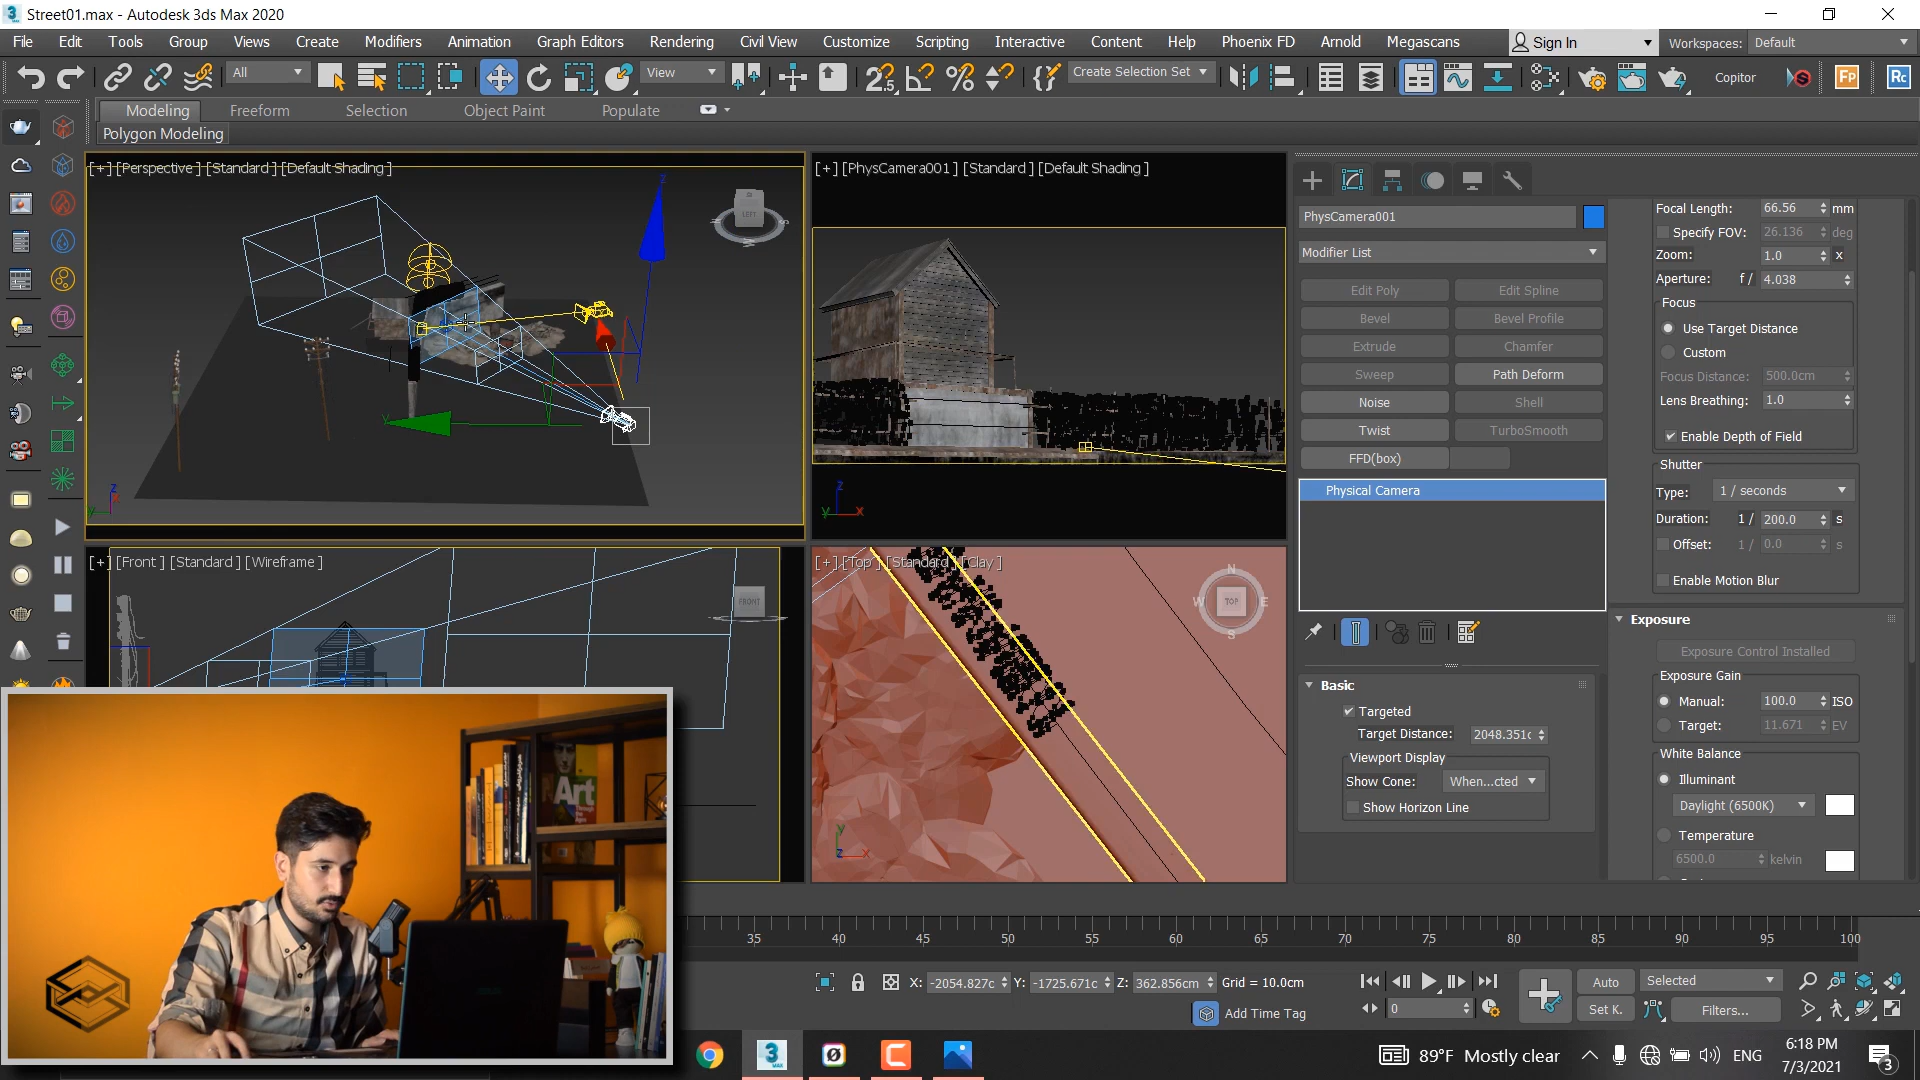 Street01.max - Autodesk 3ds Max 2020
File Edit Tools Group Views Create Modifiers Animation Graph Editors Rendering Civil View Customize Scripting Interactive Content Help Phoenix FD Arnold Megascans Sign In Workspaces: Default
All View Create Selection Set Copitor Fp Rc
Modeling Freeform Selection Object Paint Populate
Polygon Modeling
[+] [Perspective] [Standard] [Default Shading]
[+] [PhysCamera001] [Standard] [Default Shading]
[+] [Front] [Standard] [Wireframe]
[+] [Top] [Standard] [Clay]
LEFT
FRONT
TOP
N
W E
S
PhysCamera001
Modifier List
Edit Poly Edit Spline
Bevel Bevel Profile
Extrude Chamfer
Sweep Path Deform
Noise Shell
Twist TurboSmooth
FFD(box)
Physical Camera
Basic
Targeted
Target Distance: 2048.351c
Viewport Display
Show Cone: When...cted
Show Horizon Line
Focal Length: 66.56 mm
Specify FOV: 26.136 deg
Zoom: 1.0 x
Aperture: f/ 4.038
Focus
Use Target Distance
Custom
Focus Distance: 500.0cm
Lens Breathing: 1.0
Enable Depth of Field
Shutter
Type: 1 / seconds
Duration: 1 / 200.0 s
Offset: 1 / 0.0 s
Enable Motion Blur
Exposure
Exposure Control Installed
Exposure Gain
Manual: 100.0 ISO
Target: 11.671 EV
White Balance
Illuminant
Daylight (6500K)
Temperature
6500.0 kelvin
Art
35 40 45 50 55 60 65 70 75 80 85 90 95 100
X: -2054.827c Y: -1725.671c Z: 362.856cm Grid = 10.0cm
Add Time Tag
0
Auto Selected
Set K. Filters...
89°F Mostly clear ENG 6:18 PM
7/3/2021
3